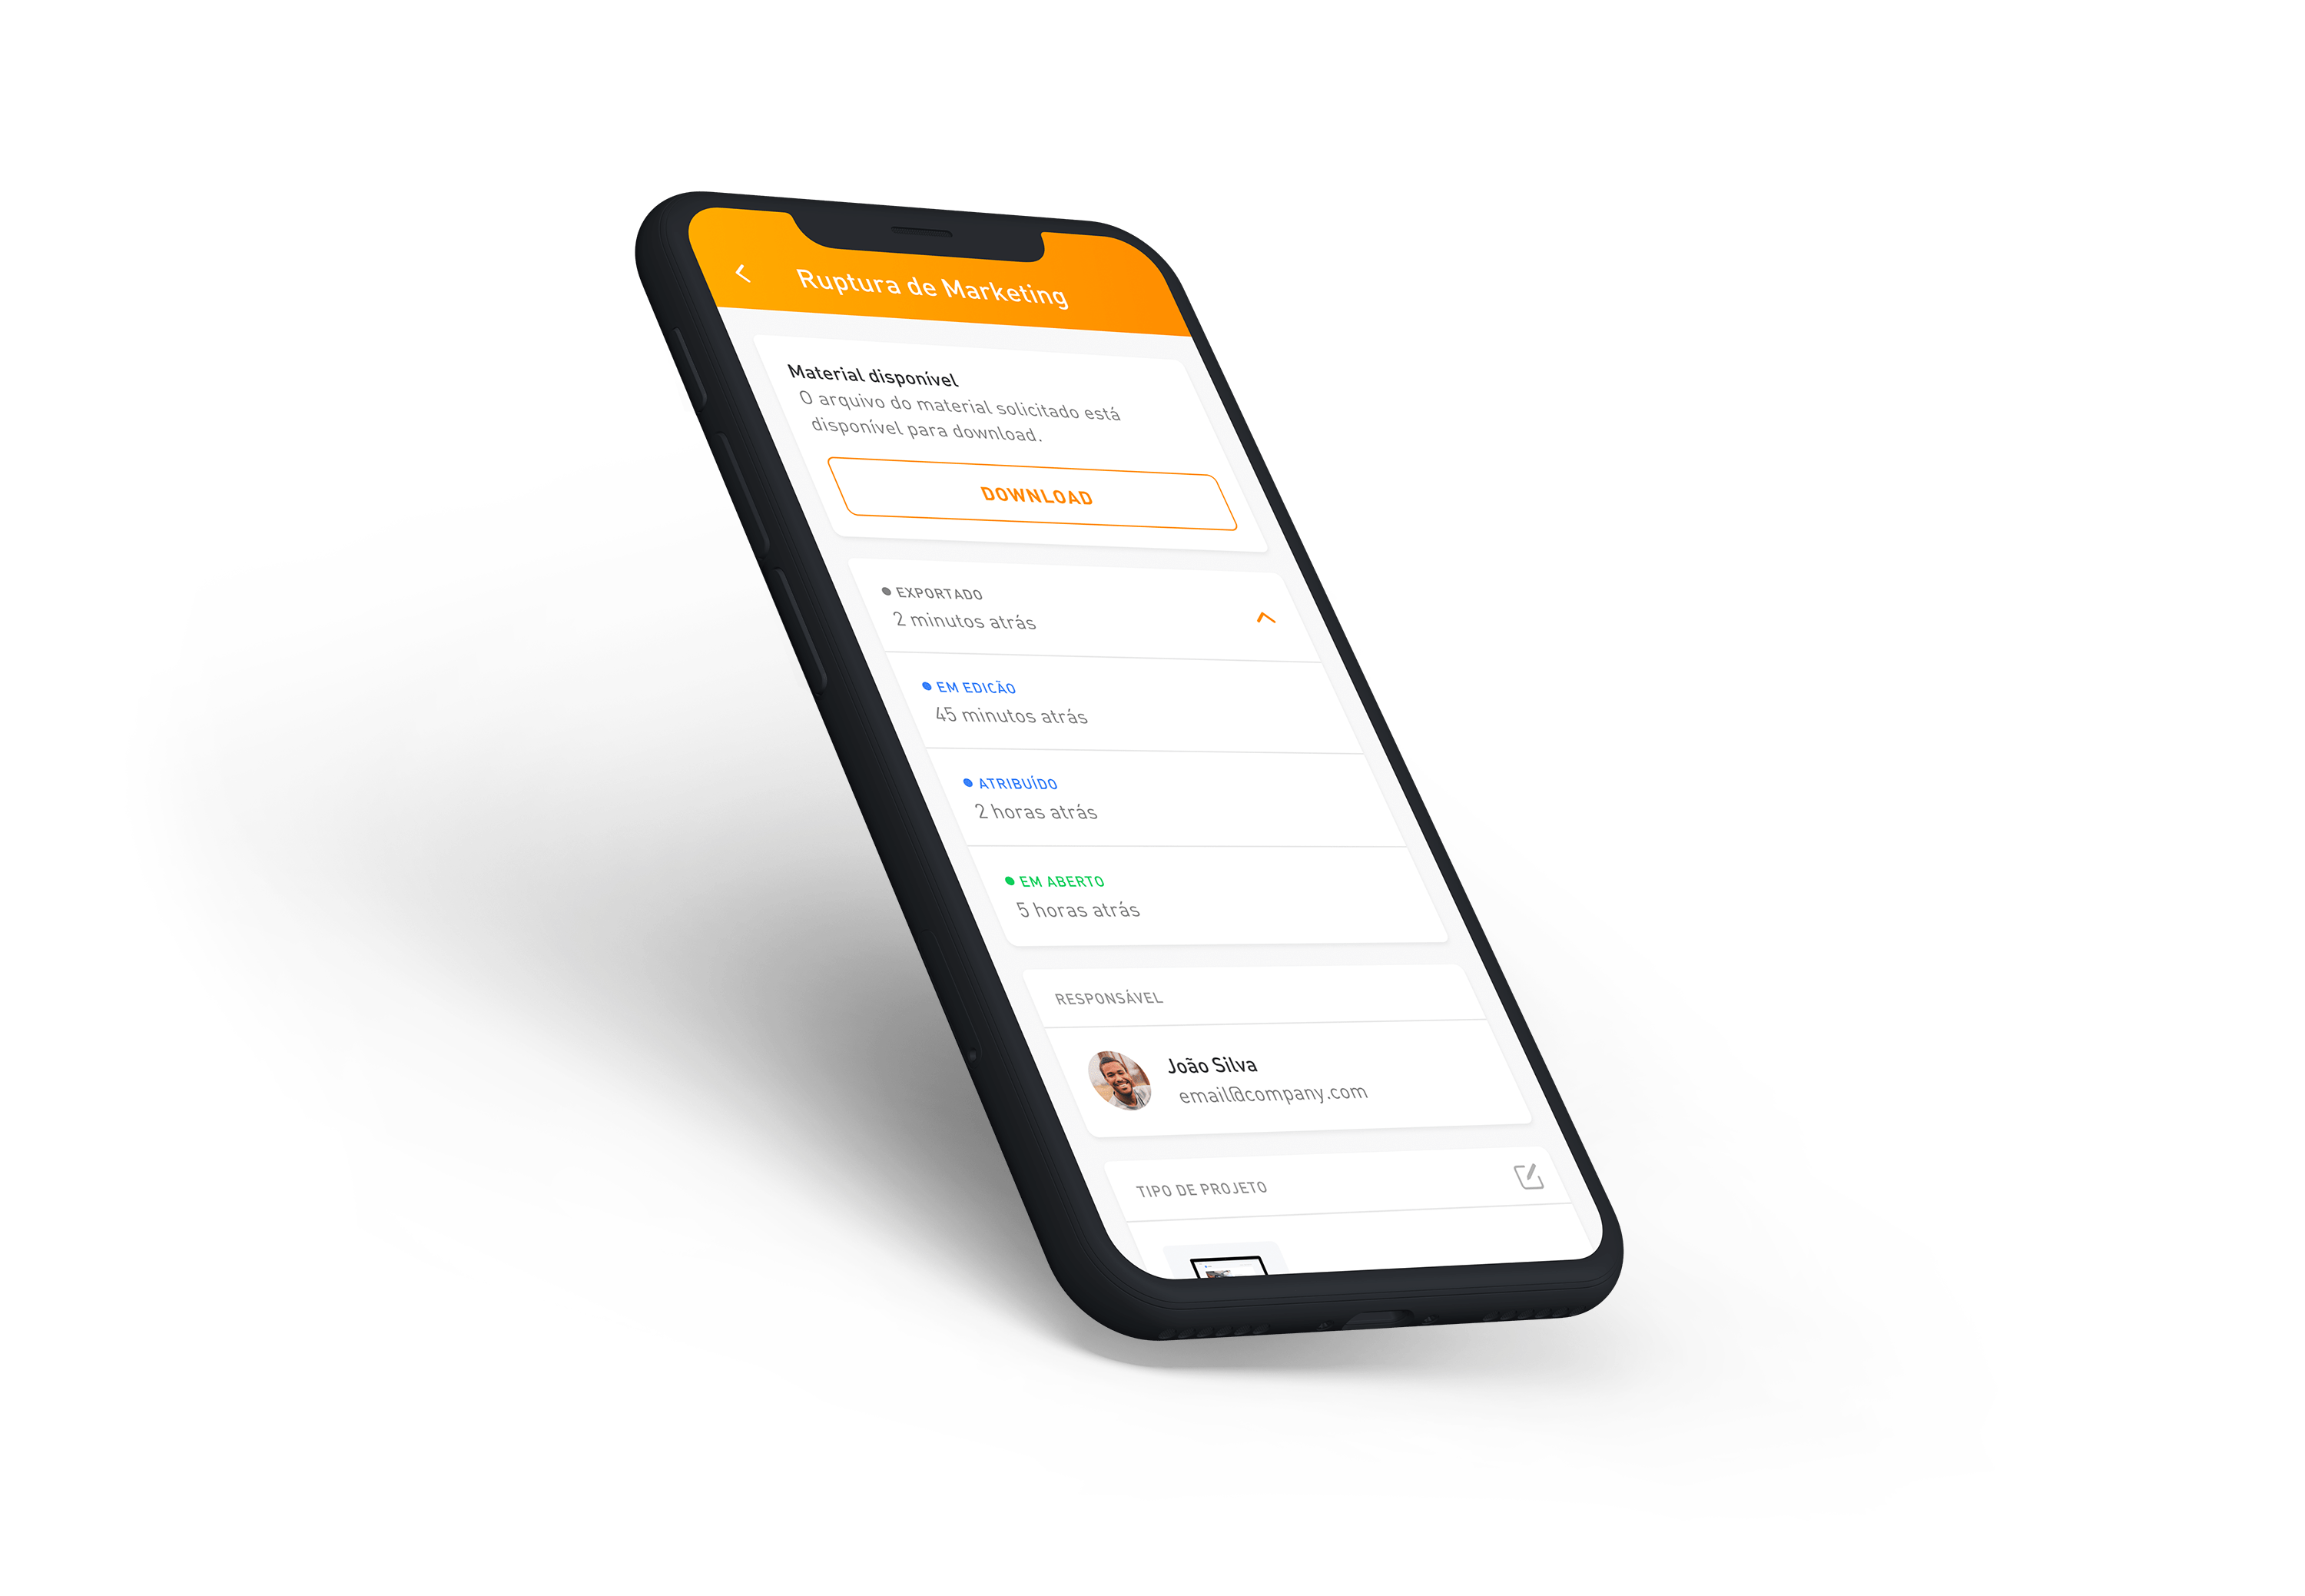 Ruptura de Marketing
Material disponível
O arquivo do material solicitado está
disponível para download.
DOWNLOAD
EXPORTADO
2 minutos atrás
EM EDICÃO
45 minutos atrás
ATRIBUÍDO
2 horas atrás
EM ABERTO
5 horas atrás
RESPONSÁVEL
João Silva
email@company.com
TIPO DE PROJETO